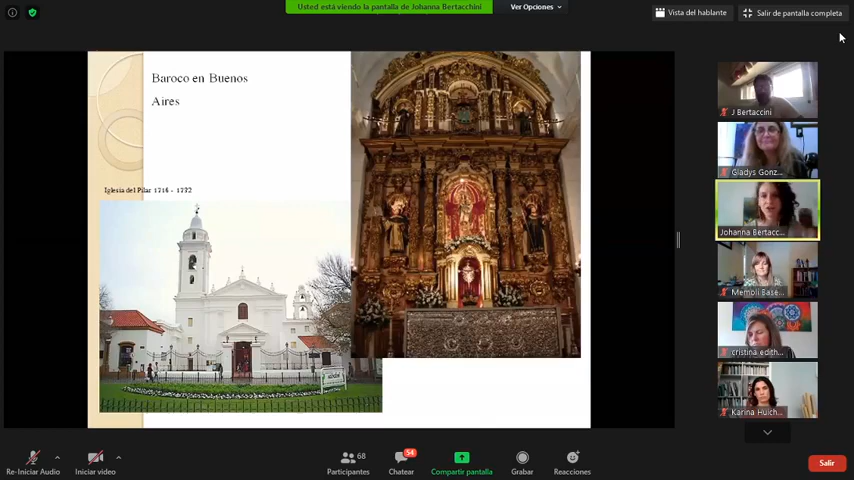 Usted está viendo la pantalla de Johanna Bertacchini
Ver Opciones
Vista del hablante
Salir de pantalla completa
Baroco en Buenos
Aires
Iglesia del Pilar 1716 - 1732
J Bertaccini
Gladys Gonz...
Johanna Bertacc...
Memoli Base...
cristina edith...
Karina Huich...
Re-Iniciar Audio
Iniciar video
68
Participantes
54
Chatear
Compartir pantalla
Grabar
Reacciones
Salir